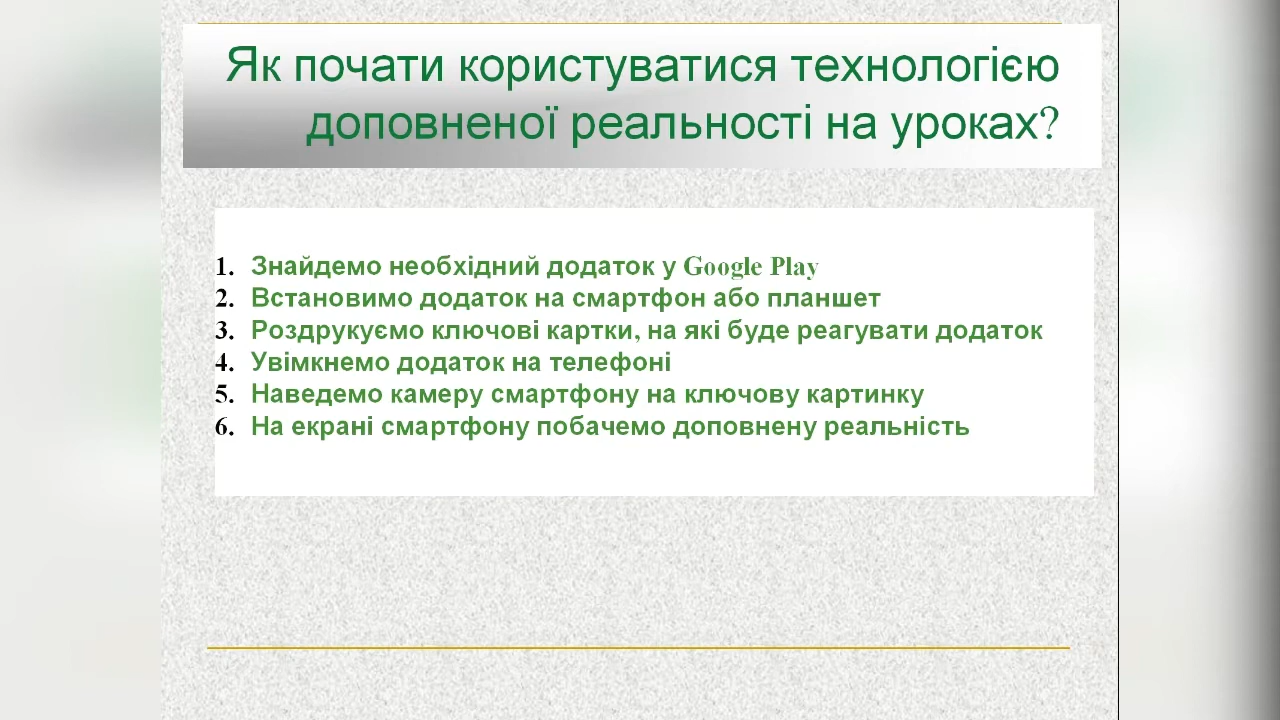 Як почати користуватися технологією
доповненої реальності на уроках?
1. Знайдемо необхідний додаток у Google Play
2. Встановимо додаток на смартфон або планшет
3. Роздрукуємо ключові картки, на які буде реагувати додаток
4. Увімкнемо додаток на телефоні
5. Наведемо камеру смартфону на ключову картинку
6. На екрані смартфону побачемо доповнену реальність